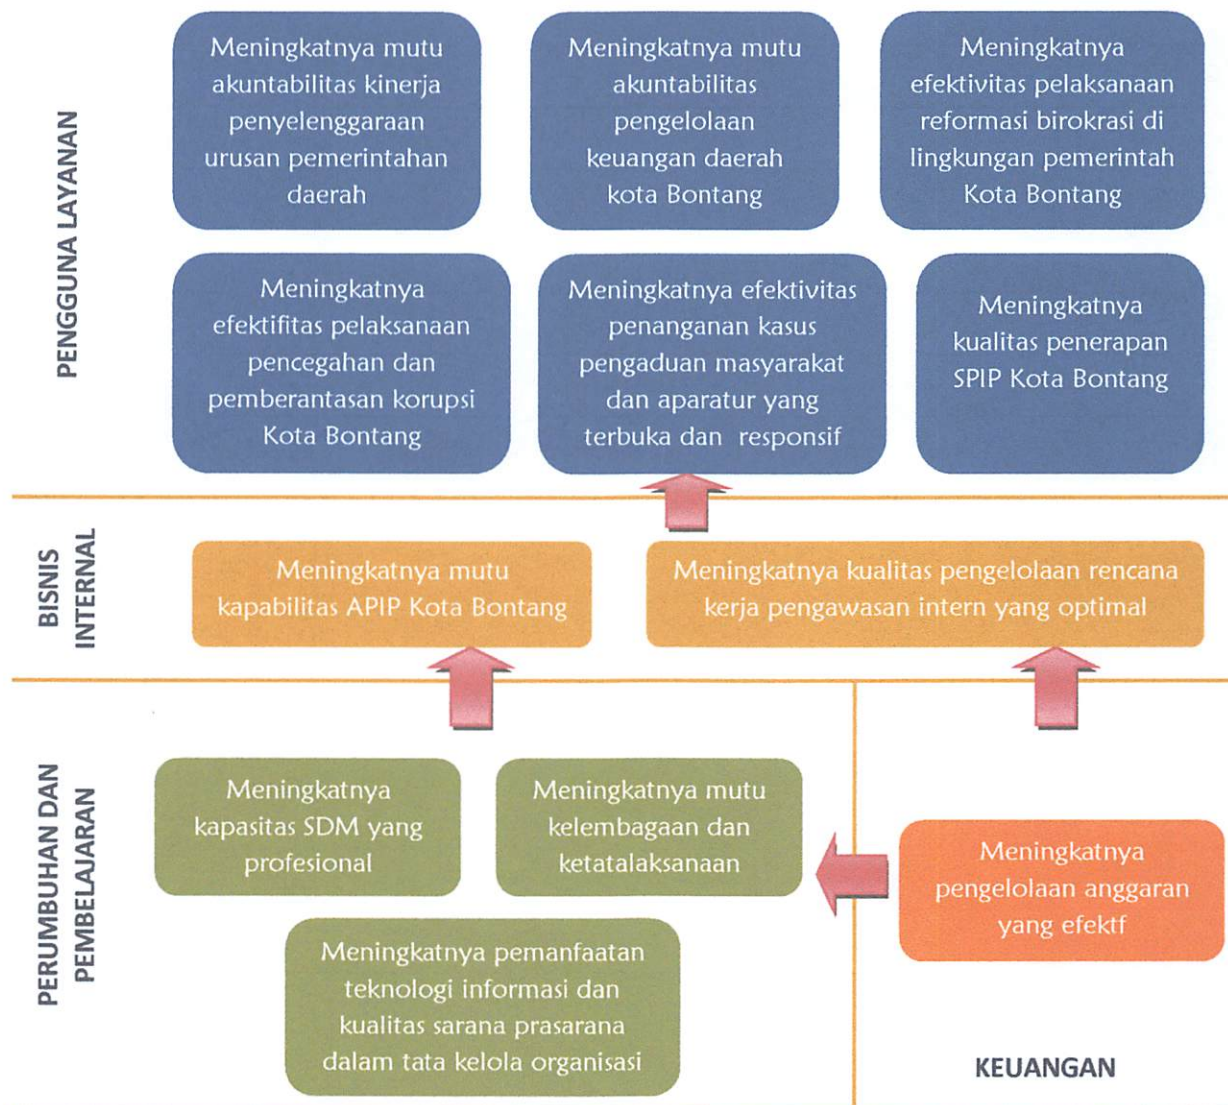 PENGGUNA LAYANAN
Meningkatnya mutu
akuntabilitas kinerja
penyelenggaraan
urusan pemerintahan
daerah
Meningkatnya mutu
akuntabilitas
pengelolaan
keuangan daerah
kota Bontang
Meningkatnya
efektivitas pelaksanaan
reformasi birokrasi di
lingkungan pemerintah
Kota Bontang
Meningkatnya
efektifitas pelaksanaan
pencegahan dan
pemberantasan korupsi
Kota Bontang
Meningkatnya efektivitas
penanganan kasus
pengaduan masyarakat
dan aparatur yang
terbuka dan responsif
Meningkatnya
kualitas penerapan
SPIP Kota Bontang
BISNIS
INTERNAL
Meningkatnya mutu
kapabilitas APIP Kota Bontang
Meningkatnya kualitas pengelolaan rencana
kerja pengawasan intern yang optimal
PERUMBUHAN DAN
PEMBELAJARAN
Meningkatnya
kapasitas SDM yang
profesional
Meningkatnya mutu
kelembagaan dan
ketatalaksanaan
Meningkatnya pemanfaatan
teknologi informasi dan
kualitas sarana prasarana
dalam tata kelola organisasi
Meningkatnya
pengelolaan anggaran
yang efektf
KEUANGAN